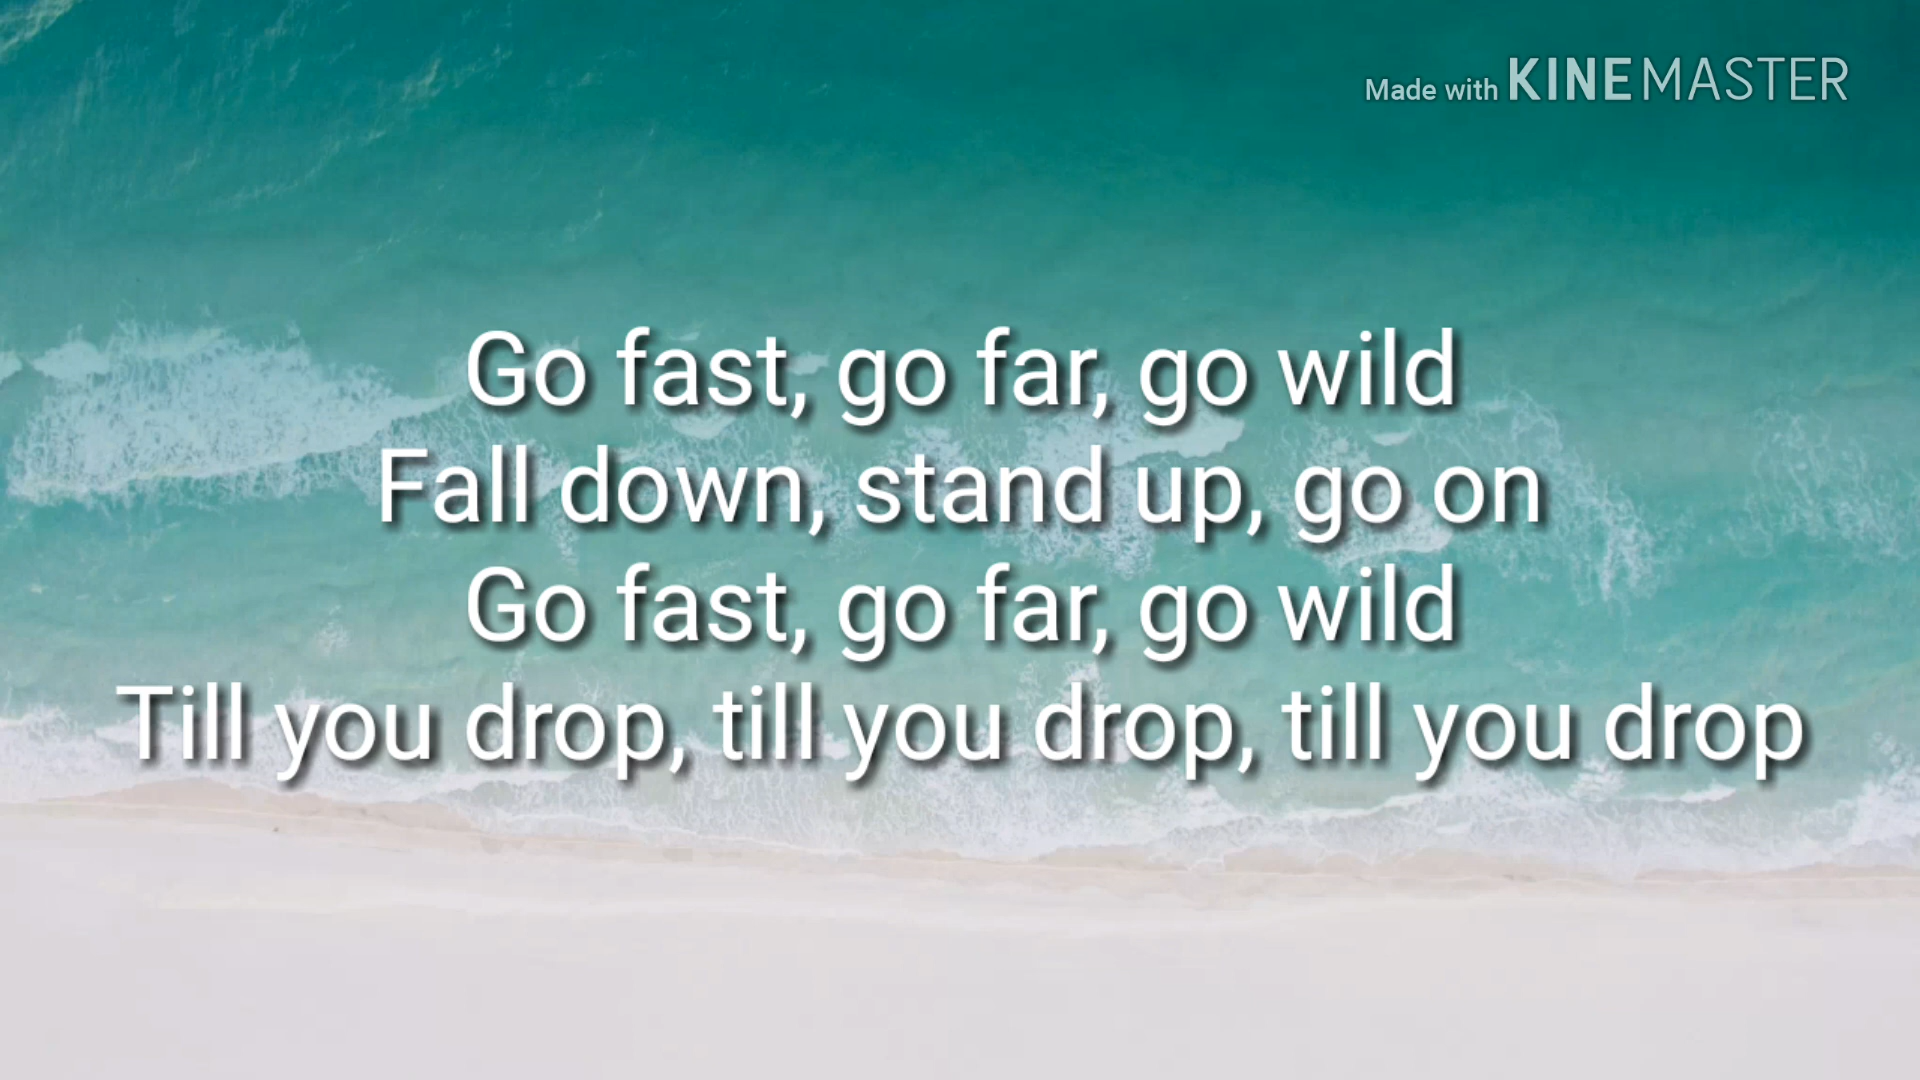 Made with KINEMASTER
Go fast, go far, go wild
Fall down, stand up, go on
Go fast, go far, go wild
Till you drop, till you drop, till you drop